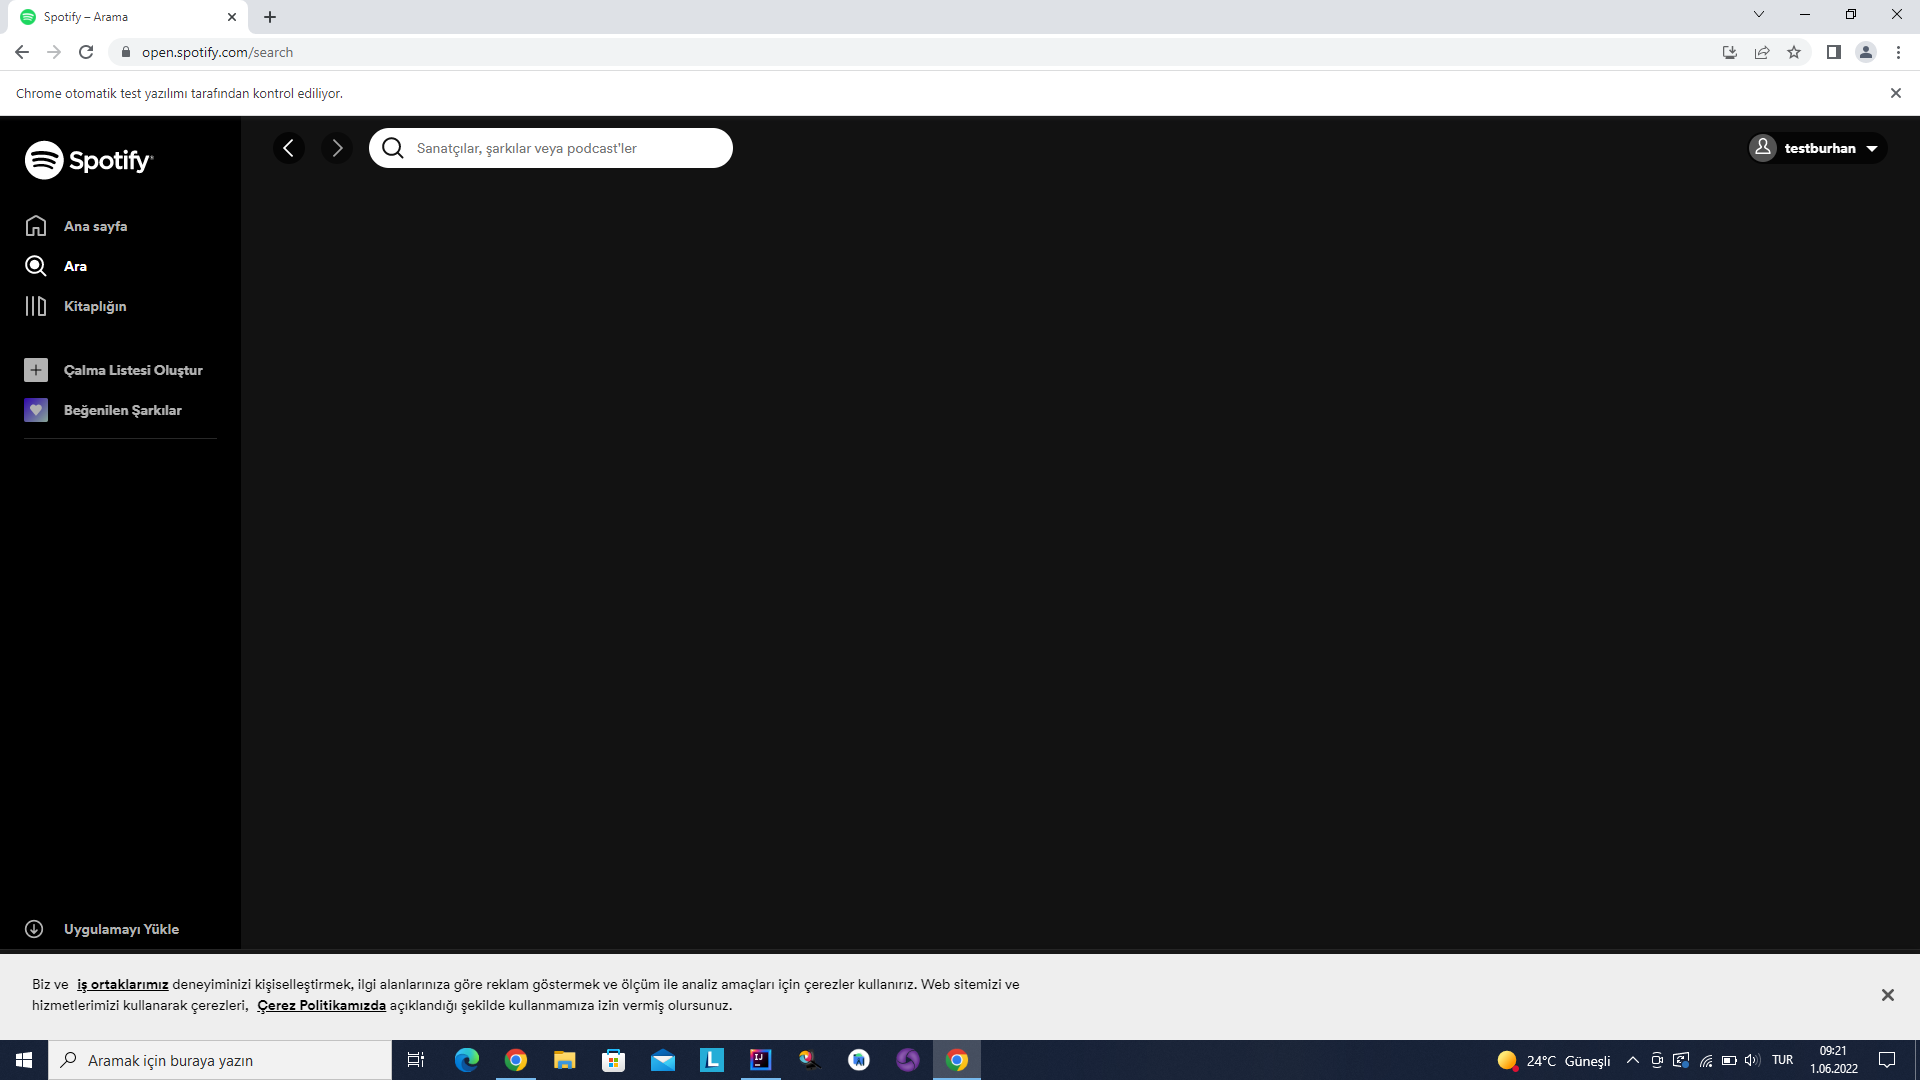 Spotify – Arama
open.spotify.com/search
Chrome otomatik test yazılımı tarafından kontrol ediliyor.
Spotify
Sanatçılar, şarkılar veya podcast'ler
testburhan
Ana sayfa
Ara
Kitaplığın
Çalma Listesi Oluştur
Beğenilen Şarkılar
Uygulamayı Yükle
Biz ve iş ortaklarımız deneyiminizi kişiselleştirmek, ilgi alanlarınıza göre reklam göstermek ve ölçüm ile analiz amaçları için çerezler kullanırız. Web sitemizi ve
hizmetlerimizi kullanarak çerezleri, Çerez Politikamızda açıklandığı şekilde kullanmamıza izin vermiş olursunuz.
Aramak için buraya yazın
L
IJ
24°C Güneşli
TUR
09:21
1.06.2022